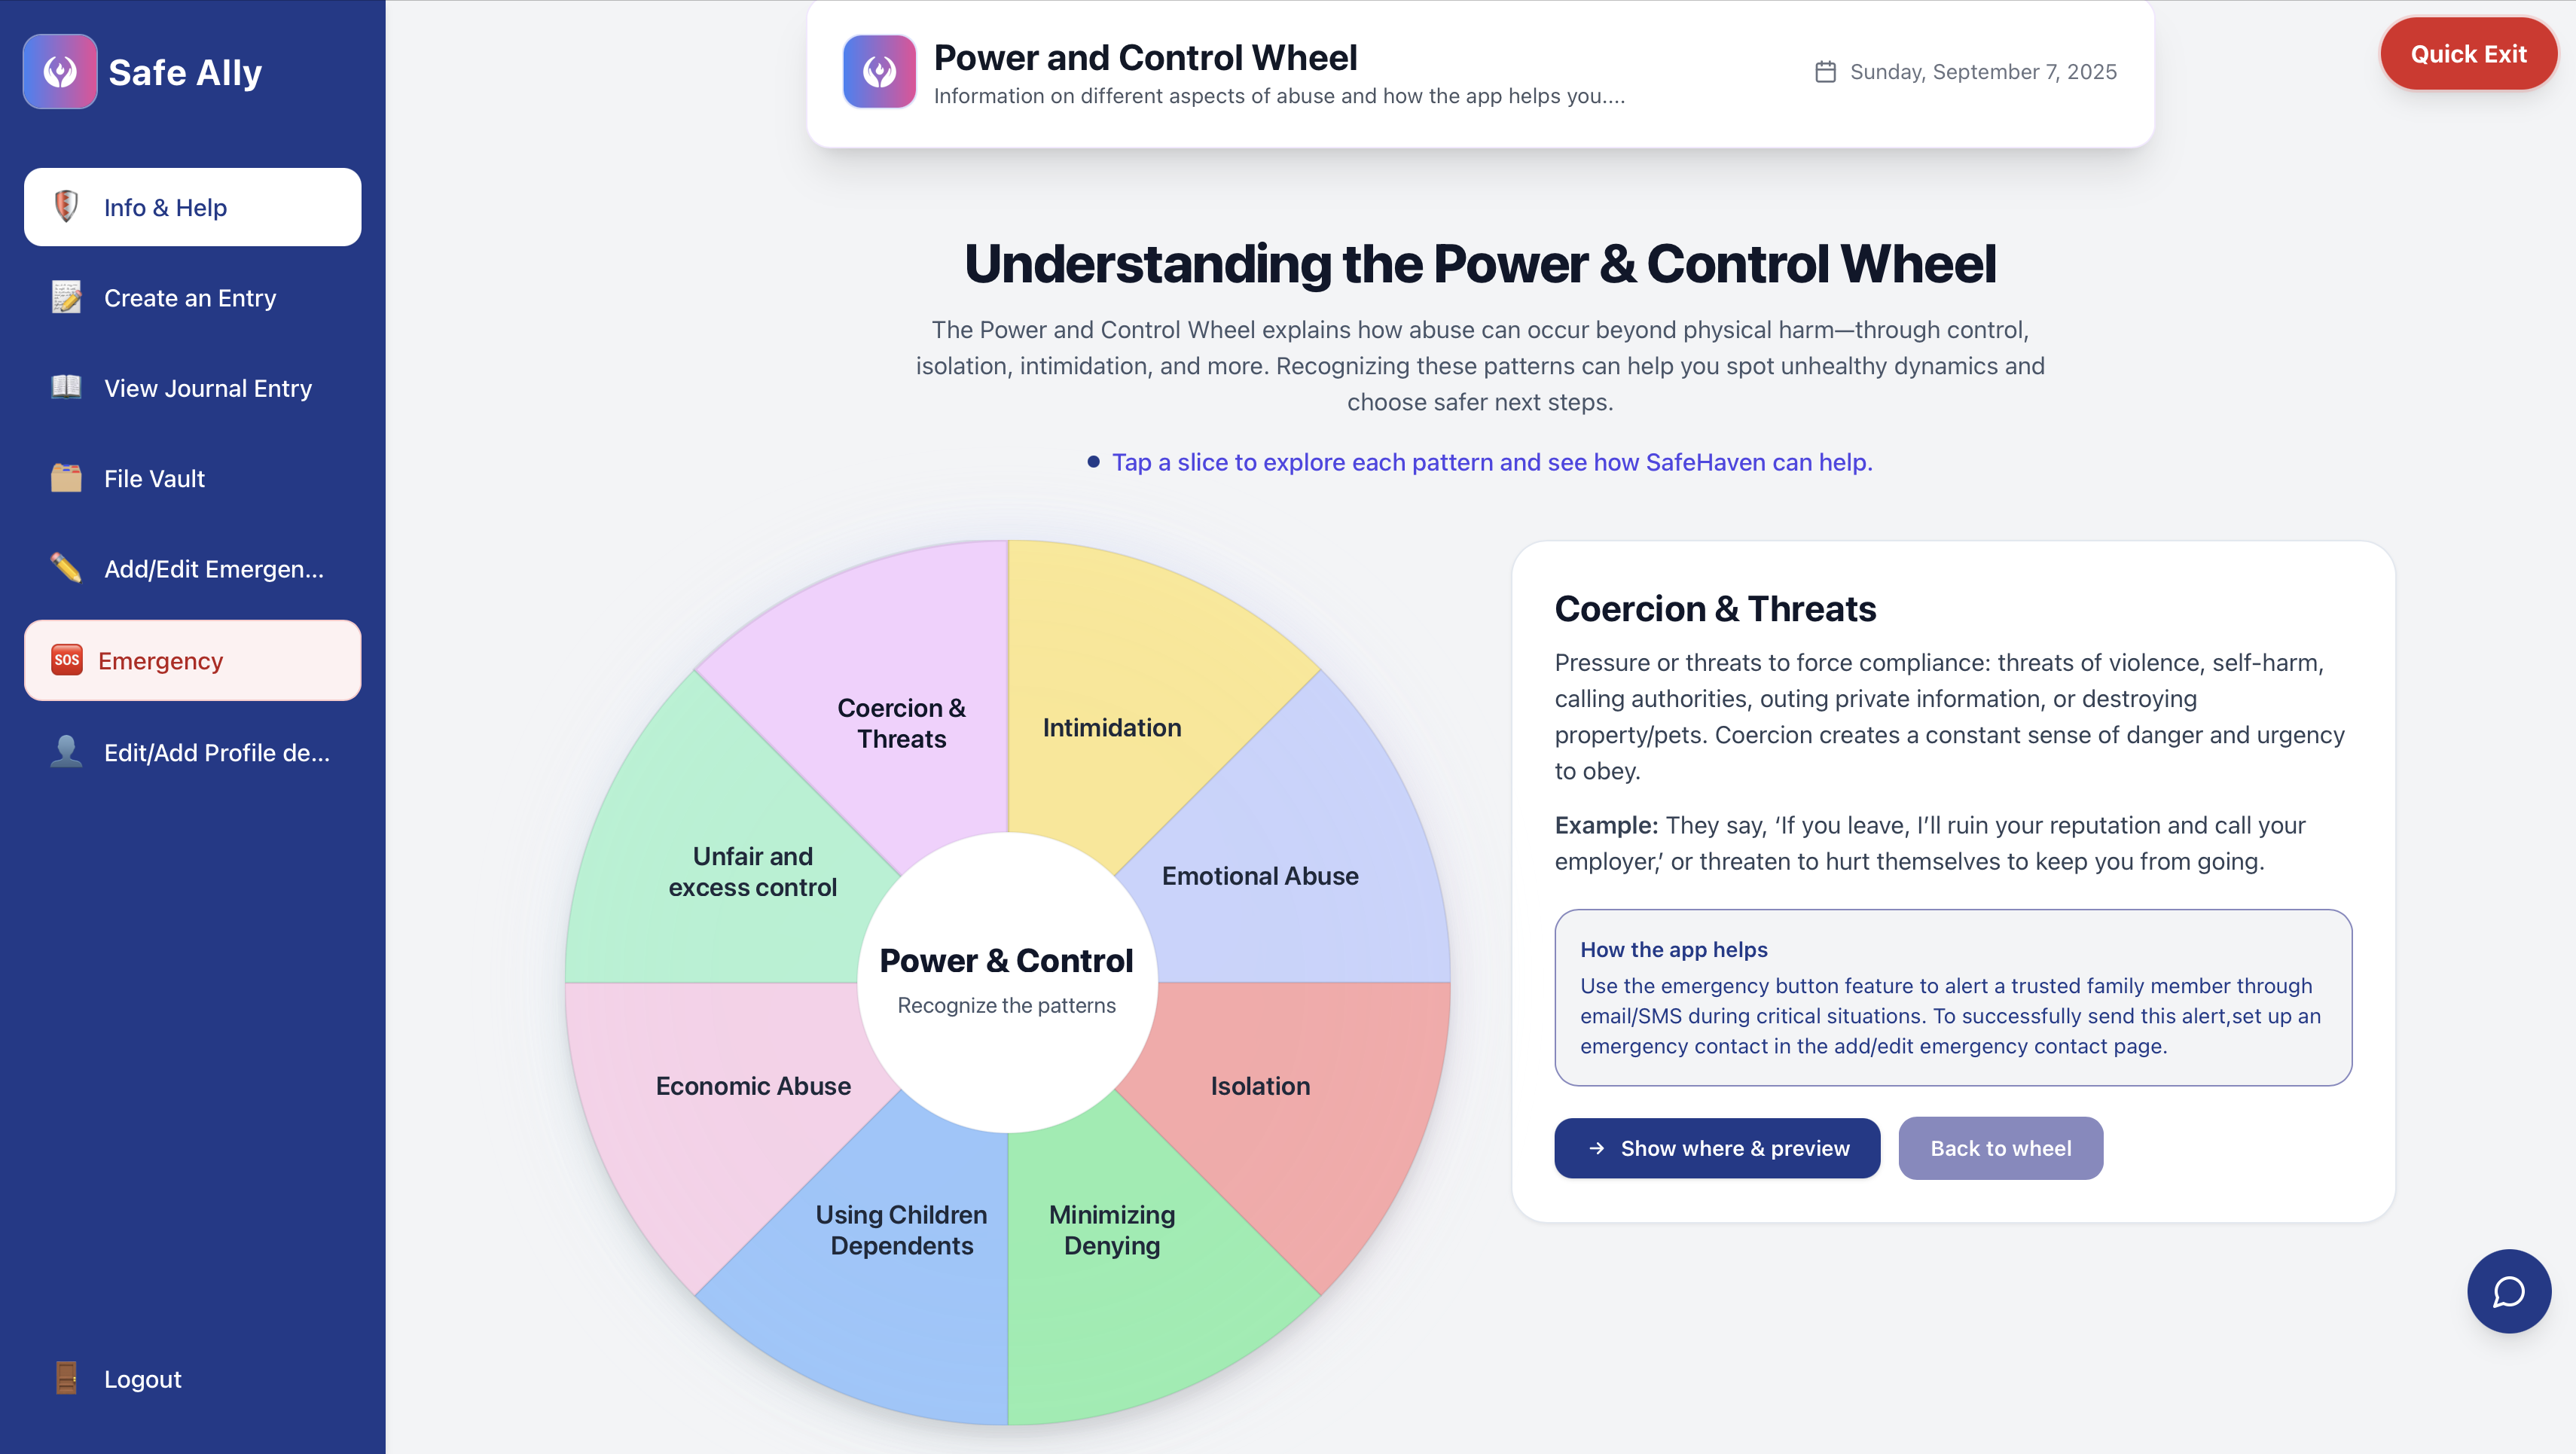 Safe Ally
Info & Help
Create an Entry
View Journal Entry
File Vault
Add/Edit Emergen...
SOS
Emergency
Edit/Add Profile de...
Logout
Power and Control Wheel
Information on different aspects of abuse and how the app helps you....
Sunday, September 7, 2025
Quick Exit
Understanding the Power & Control Wheel
The Power and Control Wheel explains how abuse can occur beyond physical harm—through control,
isolation, intimidation, and more. Recognizing these patterns can help you spot unhealthy dynamics and
choose safer next steps.
Tap a slice to explore each pattern and see how SafeHaven can help.
Coercion &
Threats
Intimidation
Emotional Abuse
Isolation
Minimizing
Denying
Using Children
Dependents
Economic Abuse
Unfair and
excess control
Power & Control
Recognize the patterns
Coercion & Threats
Pressure or threats to force compliance: threats of violence, self-harm,
calling authorities, outing private information, or destroying
property/pets. Coercion creates a constant sense of danger and urgency
to obey.
Example: They say, ‘If you leave, I’ll ruin your reputation and call your
employer,’ or threaten to hurt themselves to keep you from going.
How the app helps
Use the emergency button feature to alert a trusted family member through
email/SMS during critical situations. To successfully send this alert,set up an
emergency contact in the add/edit emergency contact page.
→ Show where & preview
Back to wheel